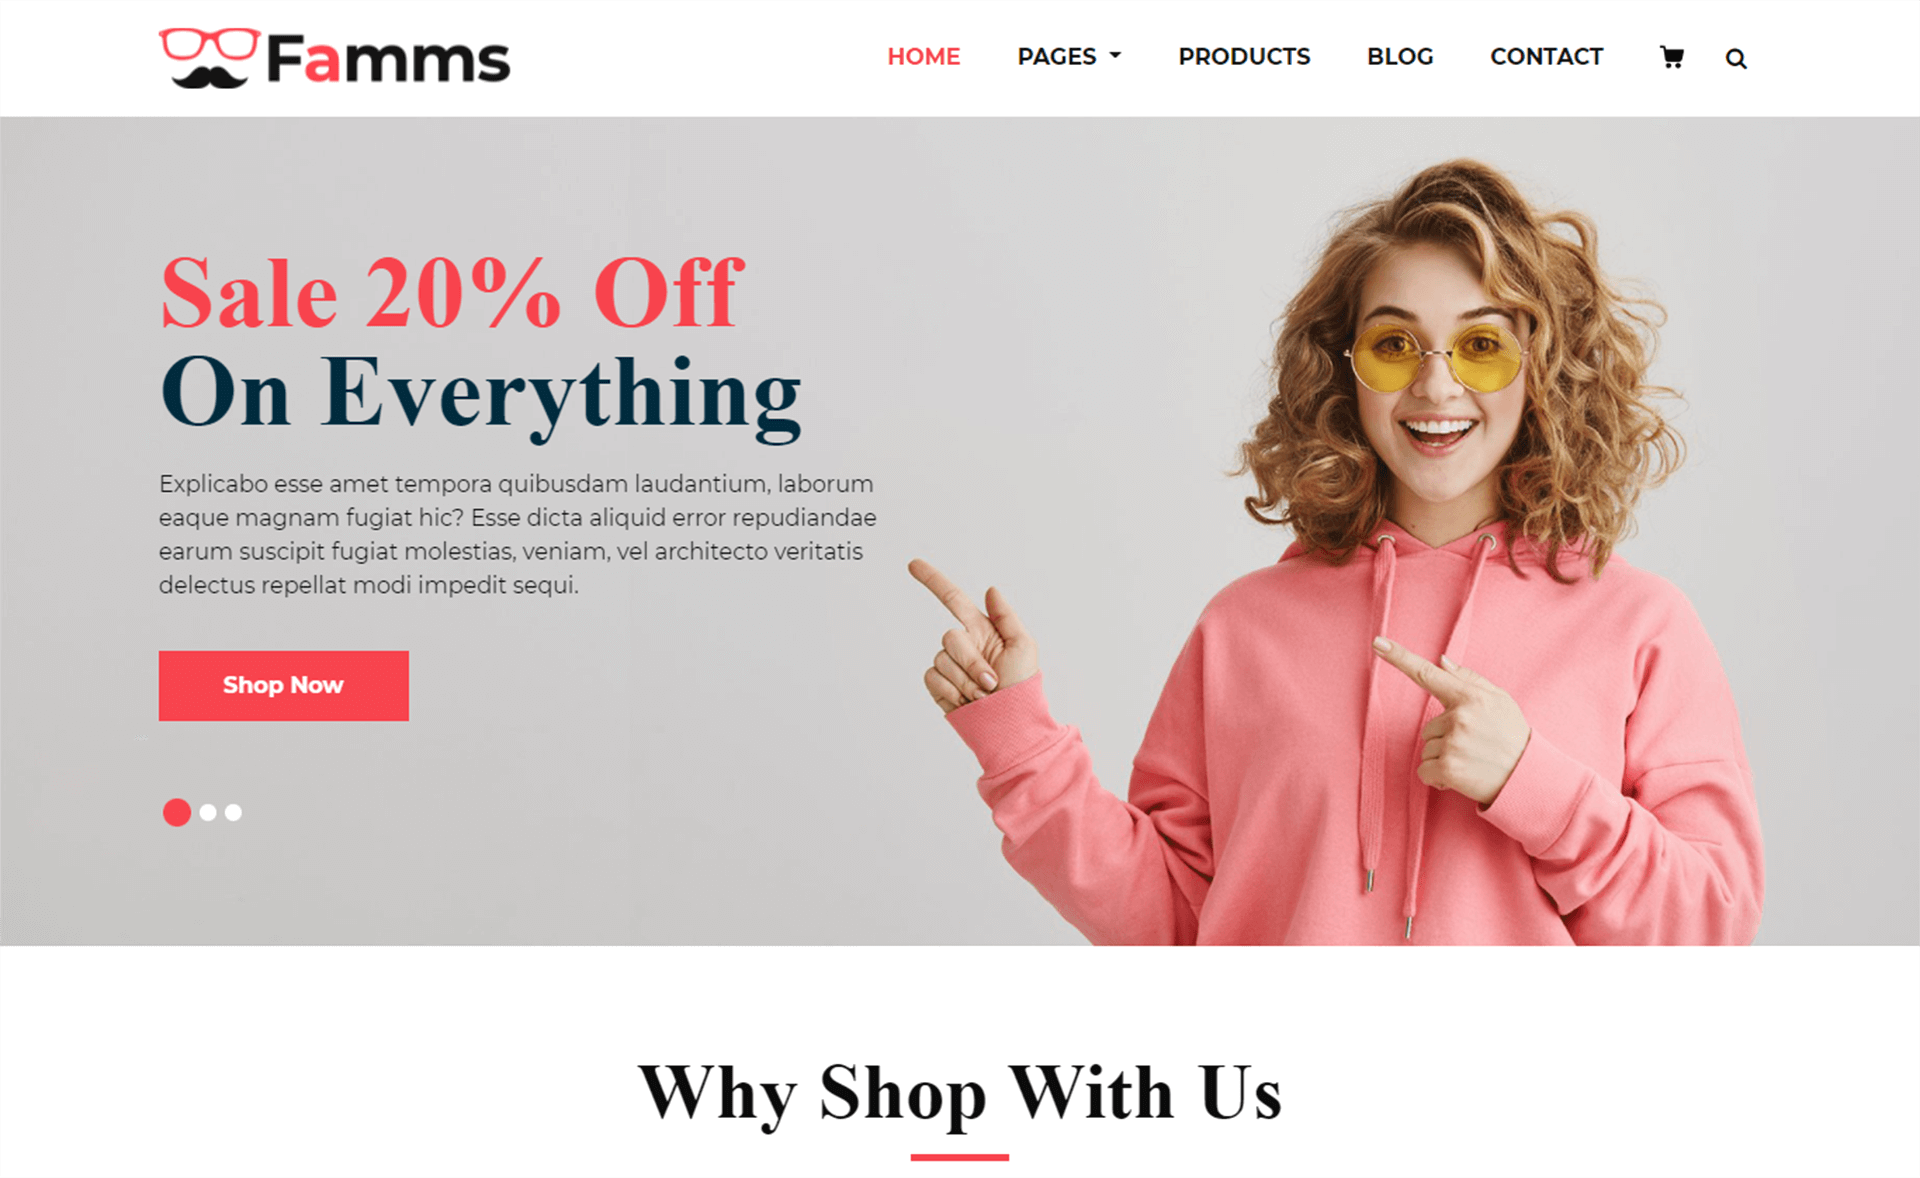 Famms
HOME PAGES PRODUCTS BLOG CONTACT
Sale 20% Off
On Everything
Explicabo esse amet tempora quibusdam laudantium, laborum
eaque magnam fugiat hic? Esse dicta aliquid error repudiandae
earum suscipit fugiat molestias, veniam, vel architecto veritatis
delectus repellat modi impedit sequi.
Shop Now
Why Shop With Us